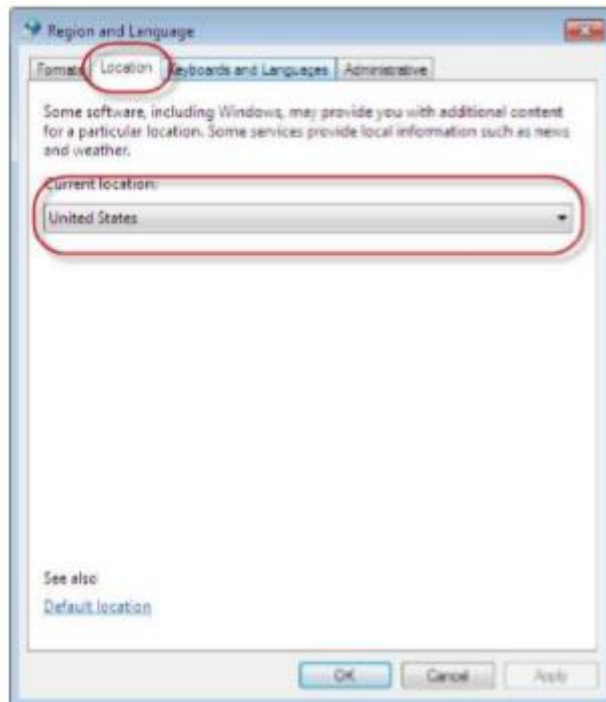 Region and Language
Formats Location Keyboards and Languages Administrative
Some software, including Windows, may provide you with additional content
for a particular location. Some services provide local information such as news
and weather.
Current location:
United States
See also
Default location
OK Cancel Apply